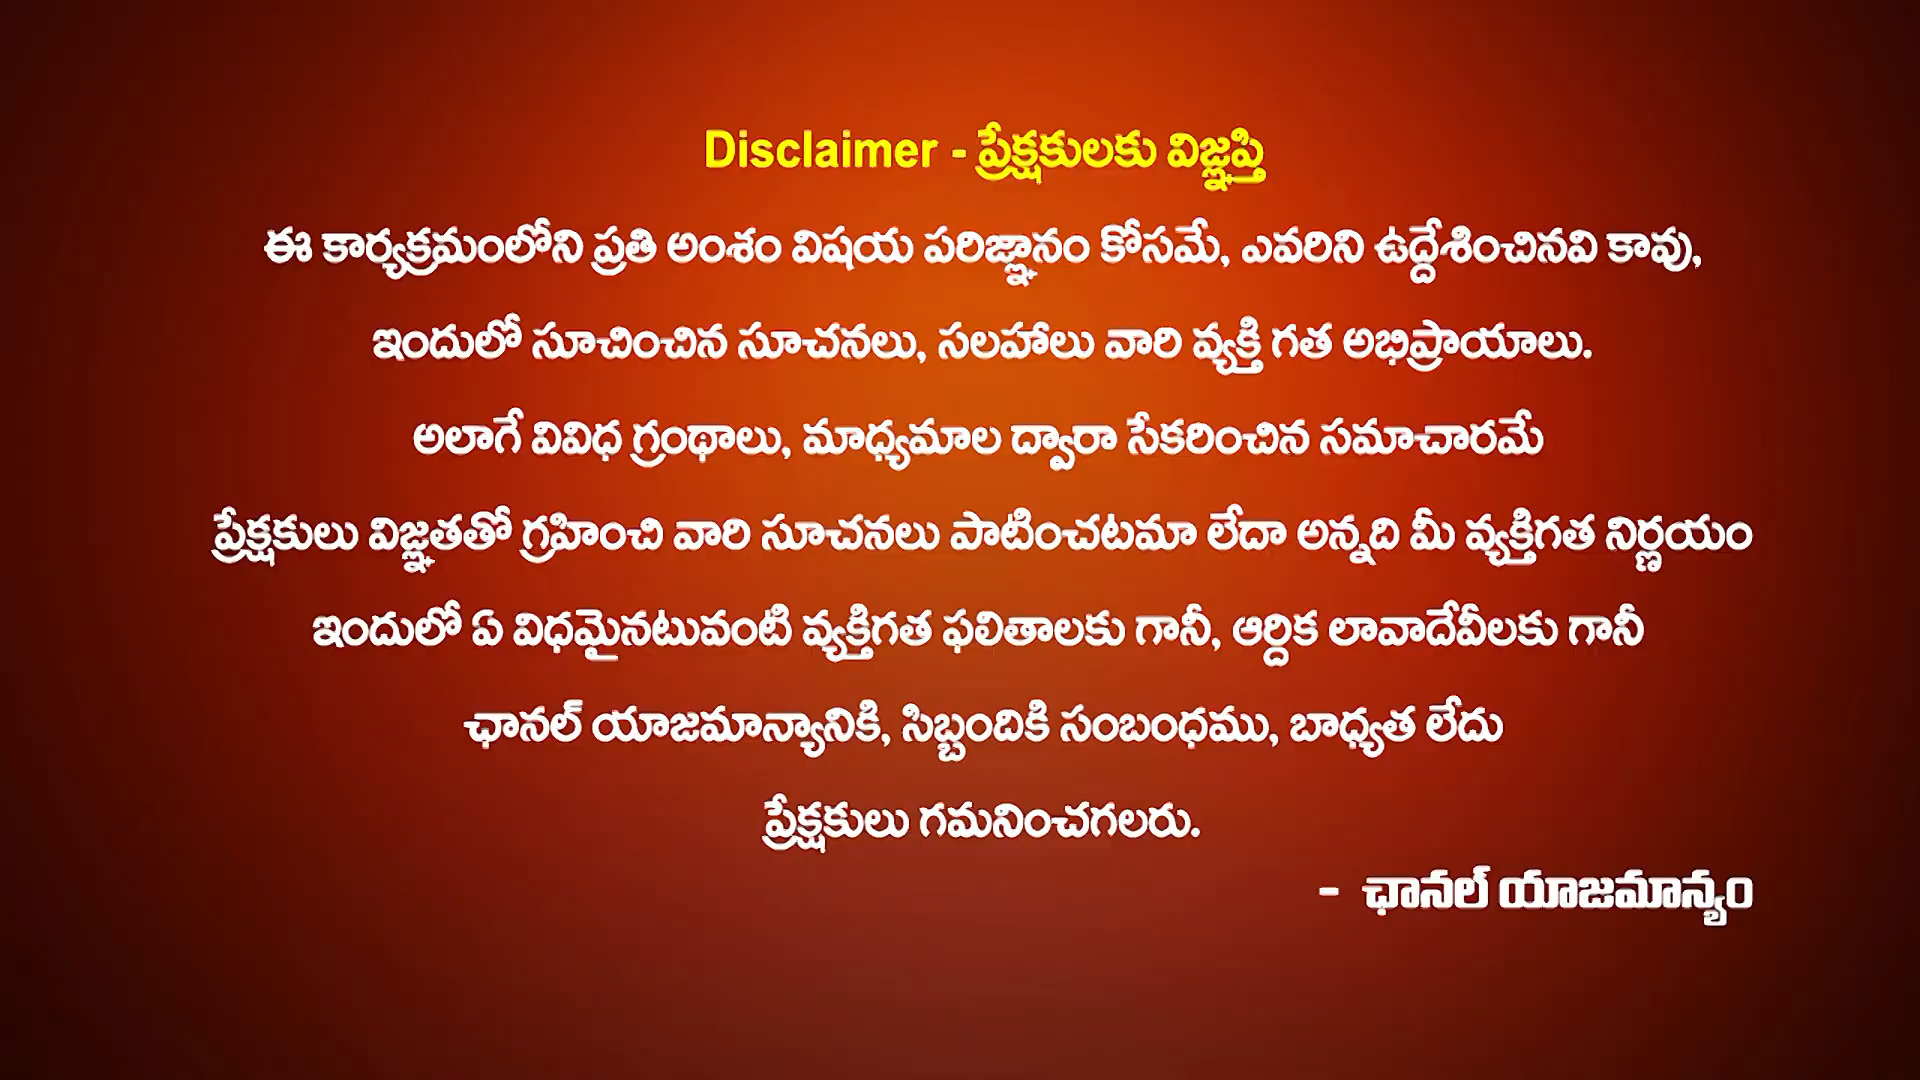 Disclaimer - ప్రేక్షకులకు విజ్ఞప్తి
ఈ కార్యక్రమంలోని ప్రతి అంశం విషయ పరిజ్ఞానం కోసమే, ఎవరిని ఉద్దేశించినవి కావు,
ఇందులో సూచించిన సూచనలు, సలహాలు వారి వ్యక్తి గత అభిప్రాయాలు.
అలాగే వివిధ గ్రంథాలు, మాధ్యమాల ద్వారా సేకరించిన సమాచారమే
ప్రేక్షకులు విజ్ఞతతో గ్రహించి వారి సూచనలు పాటించటమా లేదా అన్నది మీ వ్యక్తిగత నిర్ణయం
ఇందులో ఏ విధమైనటువంటి వ్యక్తిగత ఫలితాలకు గానీ, ఆర్దిక లావాదేవీలకు గానీ
ఛానల్ యాజమాన్యానికి, సిబ్బందికి సంబంధము, బాధ్యత లేదు
ప్రేక్షకులు గమనించగలరు.
- ఛానల్ యాజమాన్యం